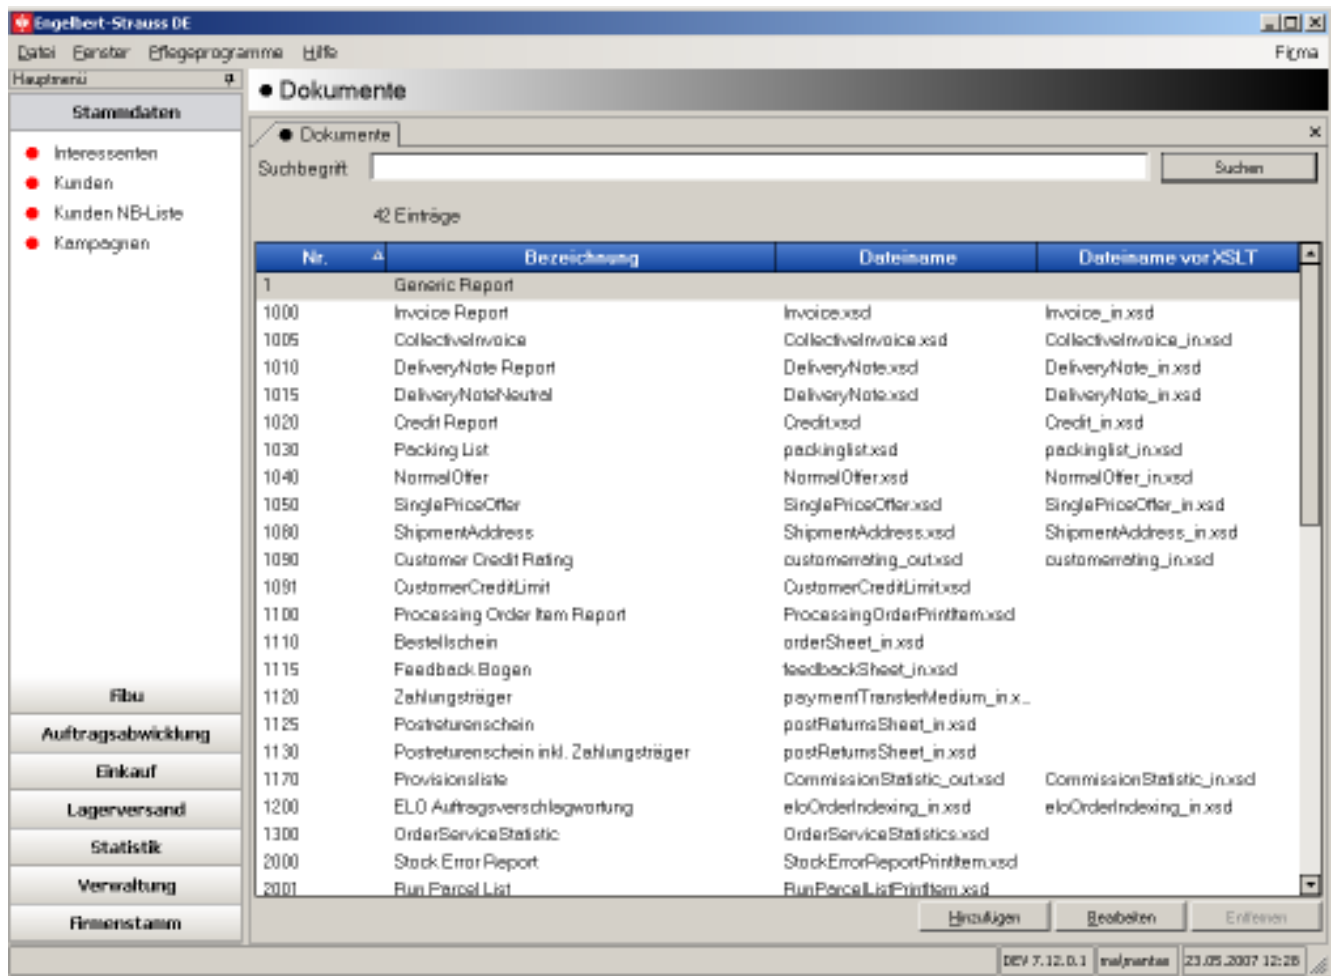 Engelbert-Strauss DE
Datei Fenster Pflegeprogramme Hilfe Firma
Hauptmenü
Dokumente
Stammdaten
Dokumente
Interessenten
Suchbegriff Suchen
Kunden
Kunden NB-Liste
42 Einträge
Kampagnen
Nr. Bezeichnung Dateiname Dateiname vor XSLT
1 Generic Report
1000 Invoice Report Invoice.xsd Invoice_in.xsd
1005 CollectiveInvoice CollectiveInvoice.xsd CollectiveInvoice_in.xsd
1010 DeliveryNote Report DeliveryNote.xsd DeliveryNote_in.xsd
1015 DeliveryNoteNeutral DeliveryNote.xsd DeliveryNote_in.xsd
1020 Credit Report Credit.xsd Credit_in.xsd
1030 Packing List packinglist.xsd packinglist_in.xsd
1040 NormalOffer NormalOffer.xsd NormalOffer_in.xsd
1050 SinglePriceOffer SinglePriceOffer.xsd SinglePriceOffer_in.xsd
1080 ShipmentAddress ShipmentAddress.xsd ShipmentAddress_in.xsd
1090 Customer Credit Rating customerrating_out.xsd customerrating_in.xsd
1091 CustomerCreditLimit CustomerCreditLimit.xsd
1100 Processing Order Item Report ProcessingOrderPrintItem.xsd
1110 Bestellschein orderSheet_in.xsd
1115 Feedback Bogen feedbackSheet_in.xsd
1120 Zahlungsträger paymentTransferMedium_in.x...
1125 Postreturenschein postReturnsSheet_in.xsd
1130 Postreturenschein inkl. Zahlungsträger postReturnsSheet_in.xsd
1170 Provisionsliste CommissionStatistic_out.xsd CommissionStatistic_in.xsd
1200 ELO Auftragsverschlagwortung eloOrderIndexing_in.xsd eloOrderIndexing_in.xsd
1300 OrderServiceStatistic OrderServiceStatistics.xsd
2000 Stock Error Report StockErrorReportPrintItem.xsd
2001 Run Parcel List RunParcelListPrintItem.xsd
Fibu
Auftragsabwicklung
Einkauf
Lagerversand
Statistik
Verwaltung
Firmenstamm
Hinzufügen Bearbeiten Entfernen
DEV 7.12.0.1 23.05.2007 12:28